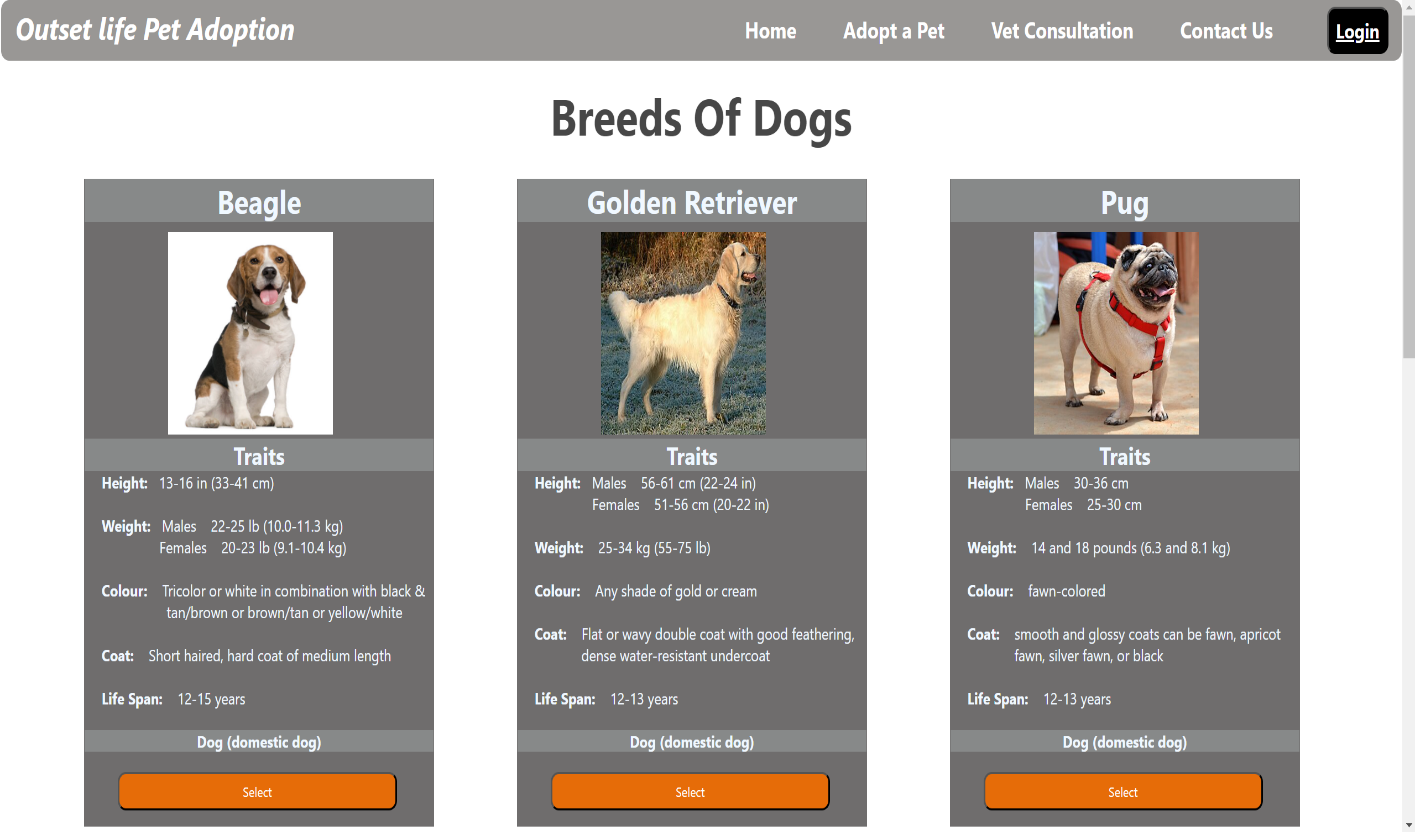 Outset life Pet Adoption
Home
Adopt a Pet
Vet Consultation
Contact Us
Login
Breeds Of Dogs
Beagle
Traits
Height: 13-16 in (33-41 cm)
Weight: Males 22-25 lb (10.0-11.3 kg)
Females 20-23 lb (9.1-10.4 kg)
Colour: Tricolor or white in combination with black &
tan/brown or brown/tan or yellow/white
Coat: Short haired, hard coat of medium length
Life Span: 12-15 years
Dog (domestic dog)
Select
Golden Retriever
Traits
Height: Males 56-61 cm (22-24 in)
Females 51-56 cm (20-22 in)
Weight: 25-34 kg (55-75 lb)
Colour: Any shade of gold or cream
Coat: Flat or wavy double coat with good feathering,
dense water-resistant undercoat
Life Span: 12-13 years
Dog (domestic dog)
Select
Pug
Traits
Height: Males 30-36 cm
Females 25-30 cm
Weight: 14 and 18 pounds (6.3 and 8.1 kg)
Colour: fawn-colored
Coat: smooth and glossy coats can be fawn, apricot
fawn, silver fawn, or black
Life Span: 12-13 years
Dog (domestic dog)
Select